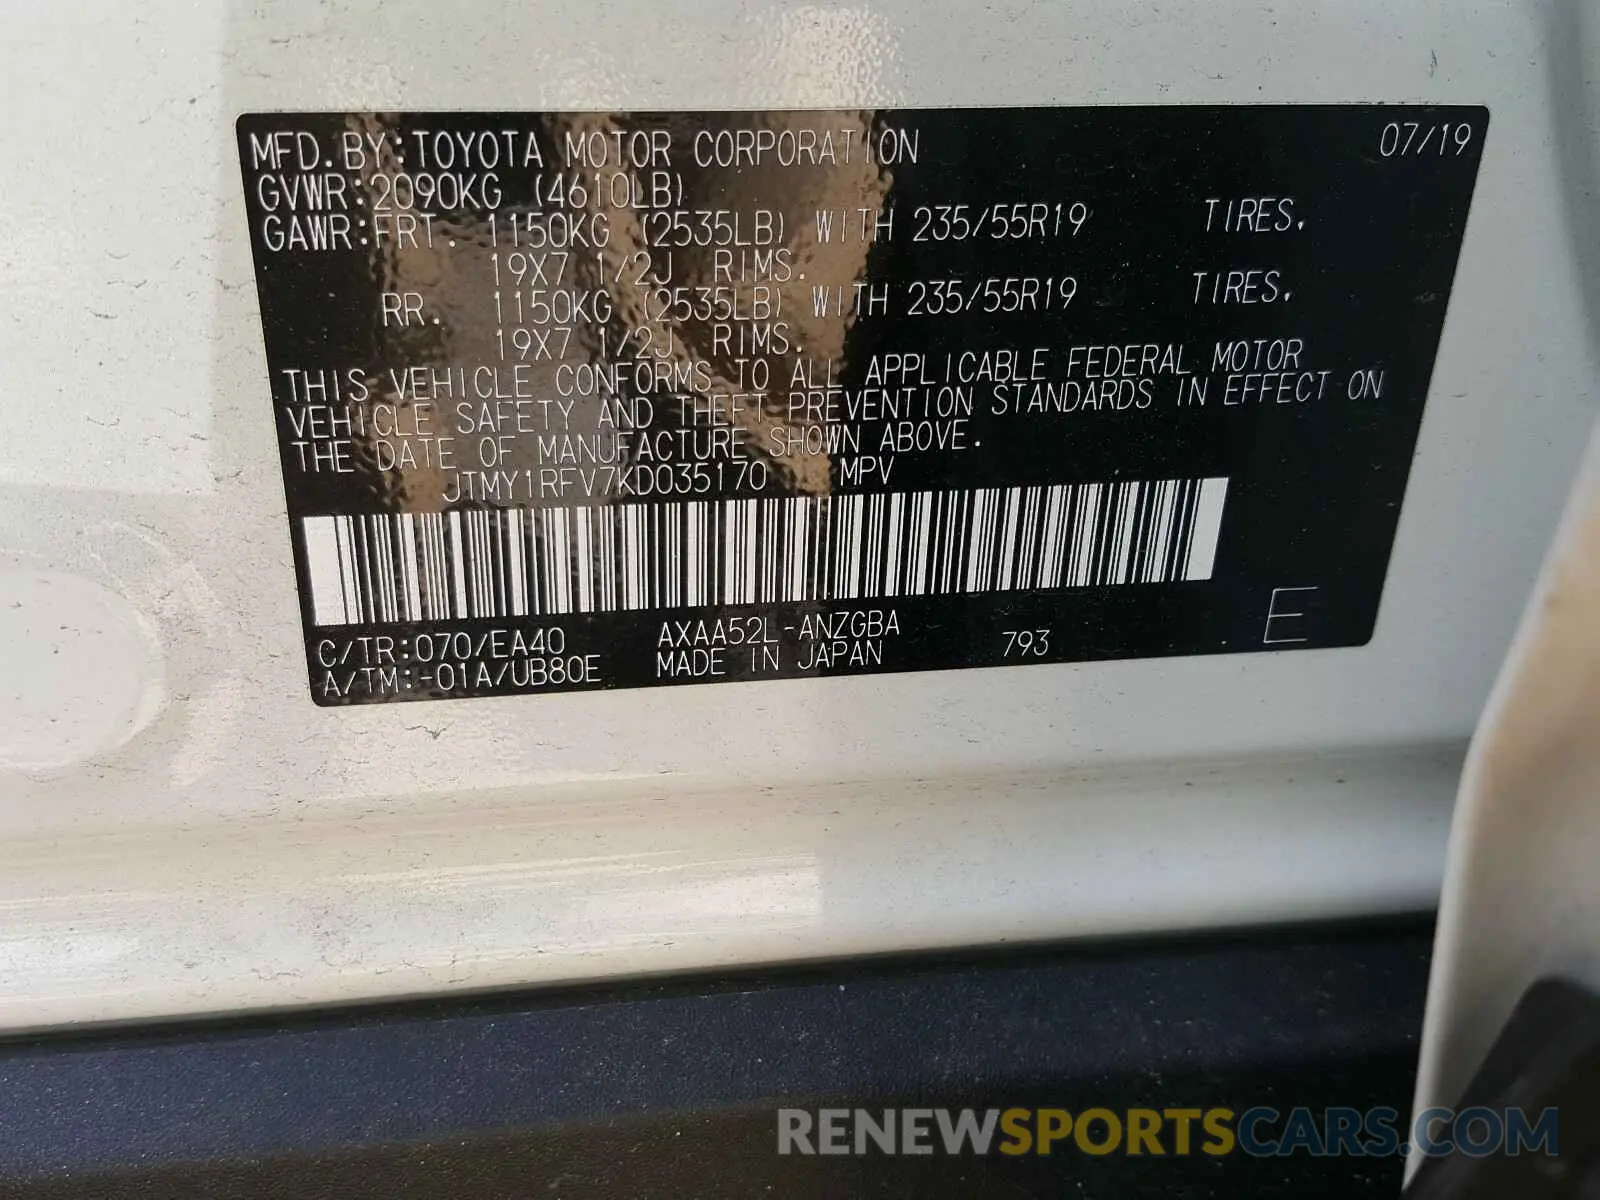 MFD.BY:TOYOTA MOTOR CORPORATION 07/19
GVWR:2090KG (4610LB)
GAWR:FRT. 1150KG (2535LB) WITH 235/55R19 TIRES.
19X7 1/2J RIMS.
RR. 1150KG (2535LB) WITH 235/55R19 TIRES.
19X7 1/2J RIMS.
THIS VEHICLE CONFORMS TO ALL APPLICABLE FEDERAL MOTOR
VEHICLE SAFETY AND THEFT PREVENTION STANDARDS IN EFFECT ON
THE DATE OF MANUFACTURE SHOWN ABOVE.
JTMY1RFV7KD035170 MPV
C/TR:070/EA40 AXAA52L-ANZGBA
A/TM:-01A/UB80E MADE IN JAPAN 793 E
RENEWSPORTSCARS.COM